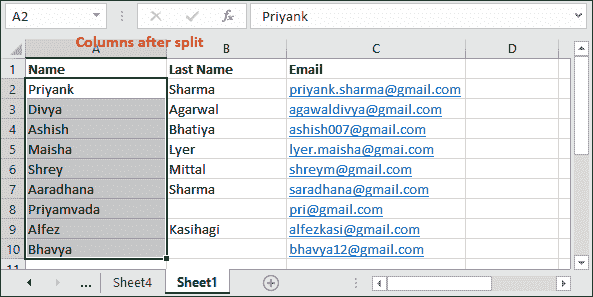 A2 fx Priyank
Columns after split
A B C D
1 Name Last Name Email
2 Priyank Sharma priyank.sharma@gmail.com
3 Divya Agarwal agawaldivya@gmail.com
4 Ashish Bhatiya ashish007@gmail.com
5 Maisha Lyer lyer.maisha@gmai.com
6 Shrey Mittal shreym@gmail.com
7 Aaradhana Sharma saradhana@gmail.com
8 Priyamvada pri@gmail.com
9 Alfez Kasihagi alfezkasi@gmail.com
10 Bhavya bhavya12@gmail.com
11
... Sheet4 Sheet1